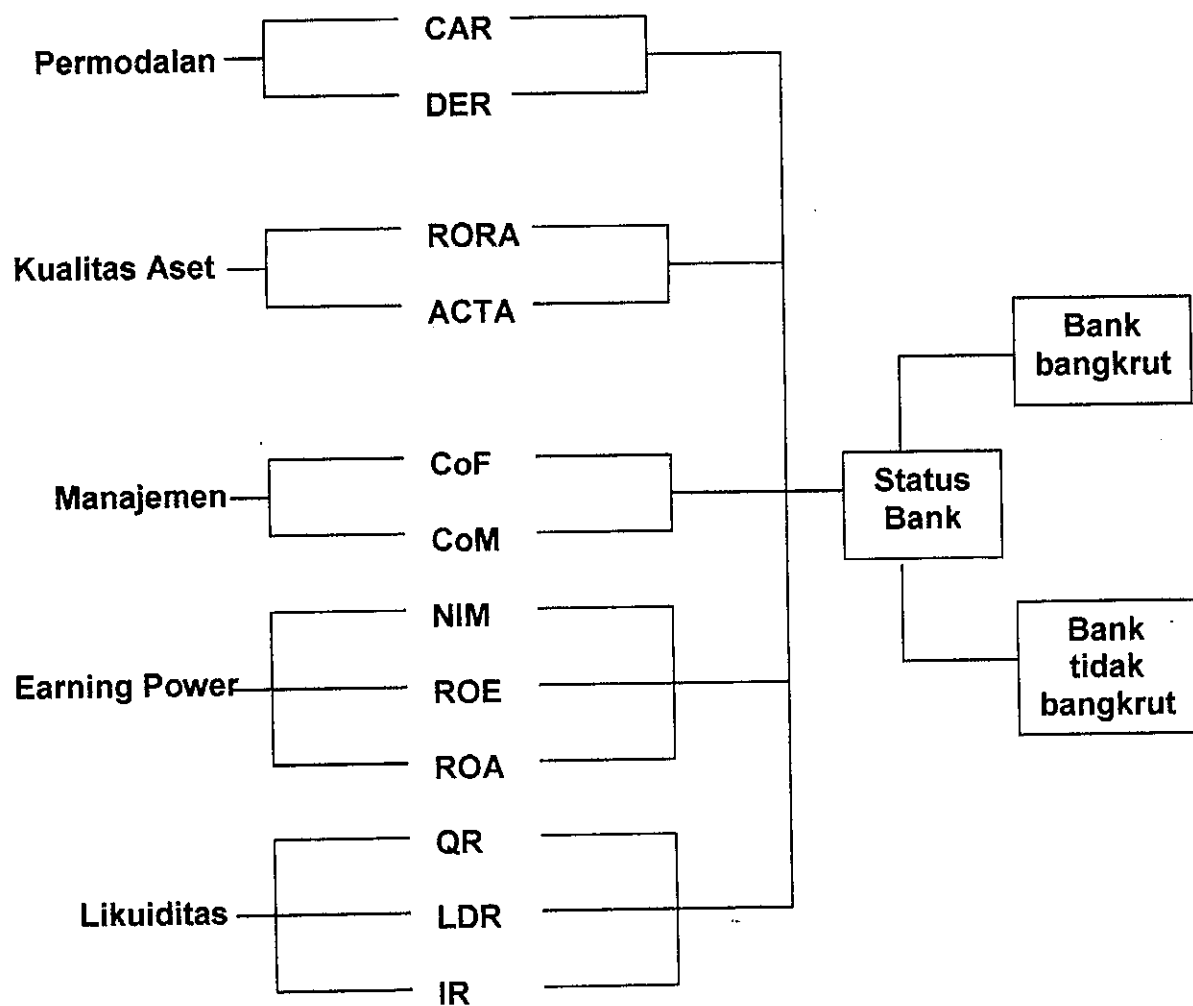 Permodalan
CAR
DER
Kualitas Aset
RORA
ACTA
Manajemen
CoF
CoM
Earning Power
NIM
ROE
ROA
Likuiditas
QR
LDR
IR
Status
Bank
Bank
bangkrut
Bank
tidak
bangkrut